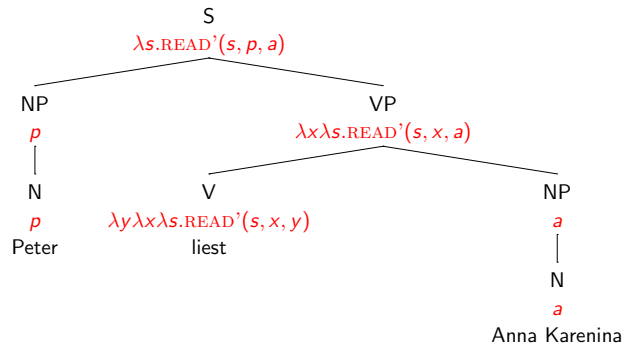 S
λs.READ’(s, p, a)
NP VP
p λxλs.READ’(s, x, a)
N V NP
p λyλxλs.READ’(s, x, y) a
Peter liest
N
a
Anna Karenina